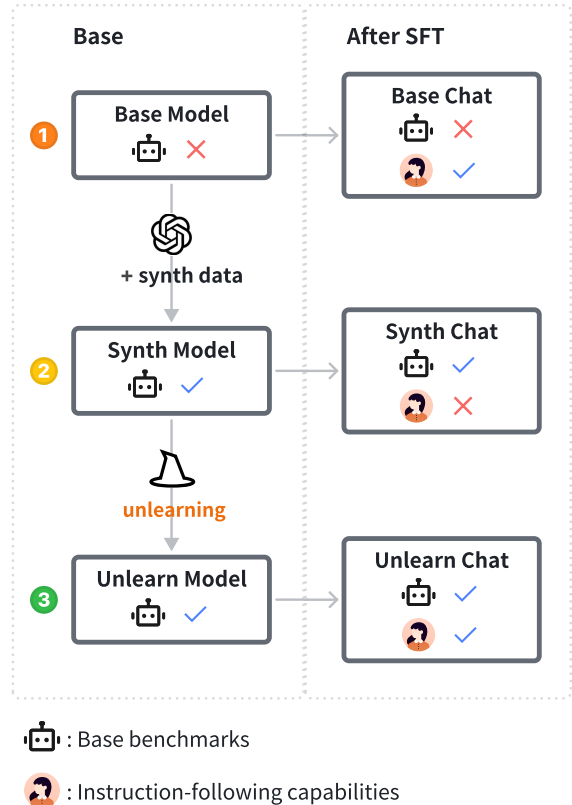 Base
After SFT
1
Base Model
Base Chat
+ synth data
2
Synth Model
Synth Chat
unlearning
3
Unlearn Model
Unlearn Chat
: Base benchmarks
: Instruction-following capabilities